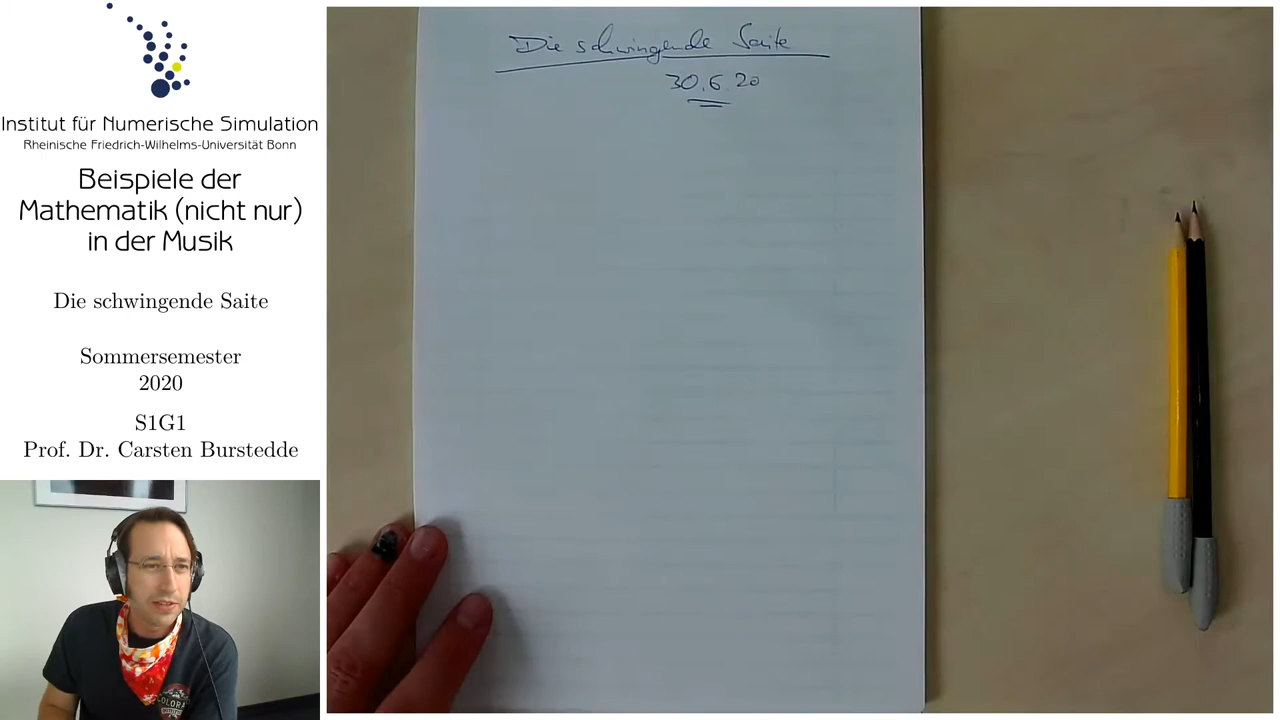 Institut für Numerische Simulation
Rheinische Friedrich-Wilhelms-Universität Bonn
Beispiele der
Mathematik (nicht nur)
in der Musik
Die schwingende Saite
Sommersemester
2020
S1G1
Prof. Dr. Carsten Burstedde
Die schwingende Saite
30.6.20